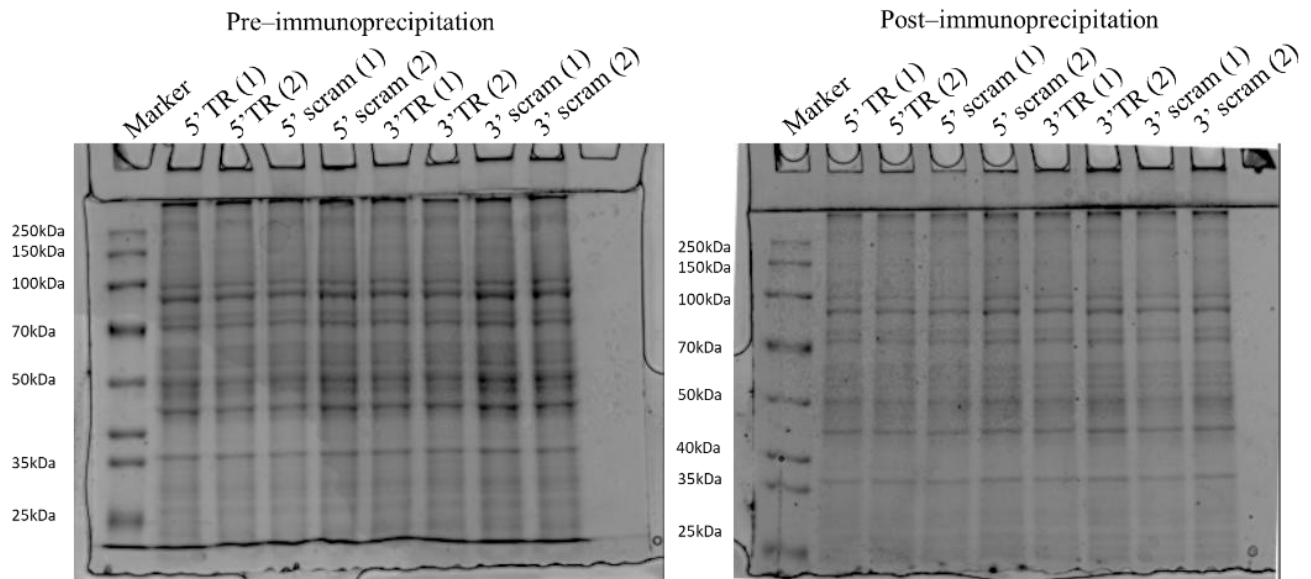 Pre–immunoprecipitation
Marker
5' TR (1)
5' TR (2)
5' scram (1)
5' scram (2)
3'TR (1)
3'TR (2)
3' scram (1)
3' scram (2)
250kDa
150kDa
100kDa
70kDa
50kDa
35kDa
25kDa
Post–immunoprecipitation
Marker
5' TR (1)
5' TR (2)
5' scram (1)
5' scram (2)
3'TR (1)
3'TR (2)
3' scram (1)
3' scram (2)
250kDa
150kDa
100kDa
70kDa
50kDa
40kDa
35kDa
25kDa